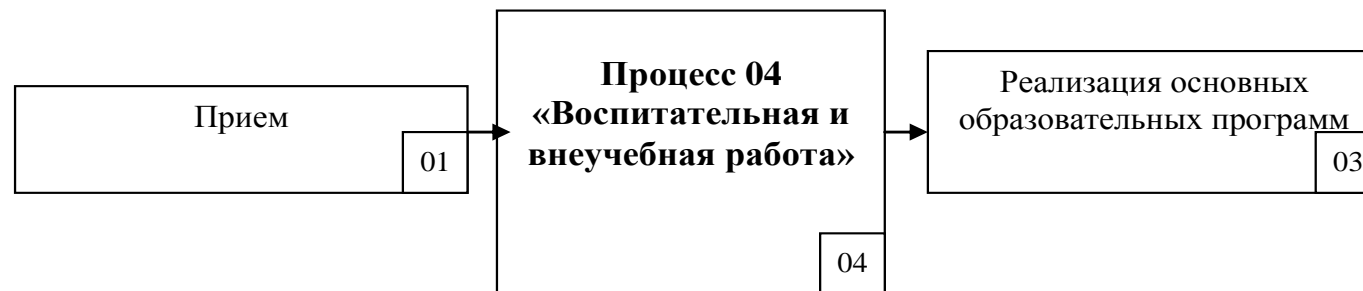 Прием
01
Процесс 04
«Воспитательная и
внеучебная работа»
04
Реализация основных
образовательных программ
03